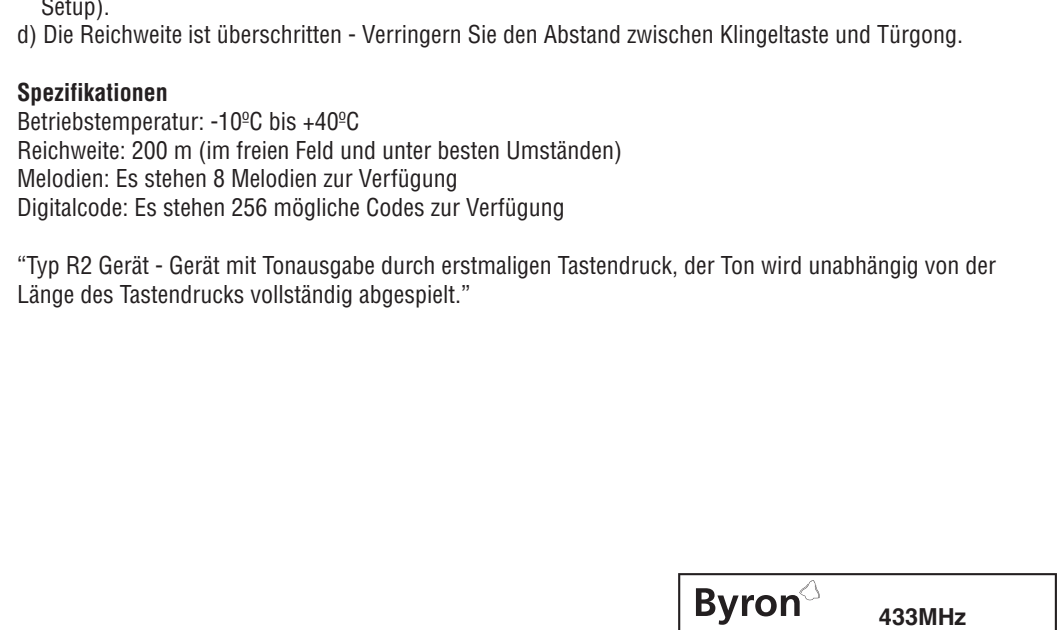 Setup).
d) Die Reichweite ist überschritten - Verringern Sie den Abstand zwischen Klingeltaste und Türgong.
Spezifikationen
Betriebstemperatur: -10ºC bis +40ºC
Reichweite: 200 m (im freien Feld und unter besten Umständen)
Melodien: Es stehen 8 Melodien zur Verfügung
Digitalcode: Es stehen 256 mögliche Codes zur Verfügung
“Typ R2 Gerät - Gerät mit Tonausgabe durch erstmaligen Tastendruck, der Ton wird unabhängig von der
Länge des Tastendrucks vollständig abgespielt.”
Byron
433MHz